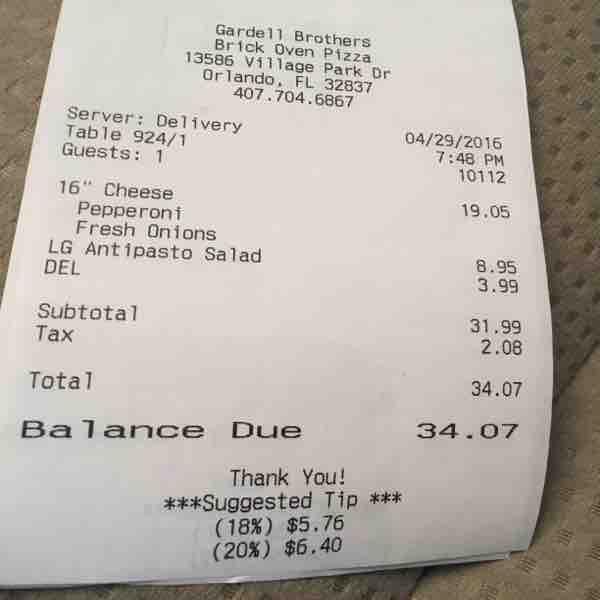 Gardell Brothers
Brick Oven Pizza
13586 Village Park Dr
Orlando, FL 32837
407.704.6867
Server: Delivery 04/29/2016
Table 924/1 7:48 PM
Guests: 1 10112
16" Cheese 19.05
Pepperoni
Fresh Onions
LG Antipasto Salad 8.95
DEL 3.99
Subtotal 31.99
Tax 2.08
Total 34.07
Balance Due 34.07
Thank You!
***Suggested Tip ***
(18%) $5.76
(20%) $6.40